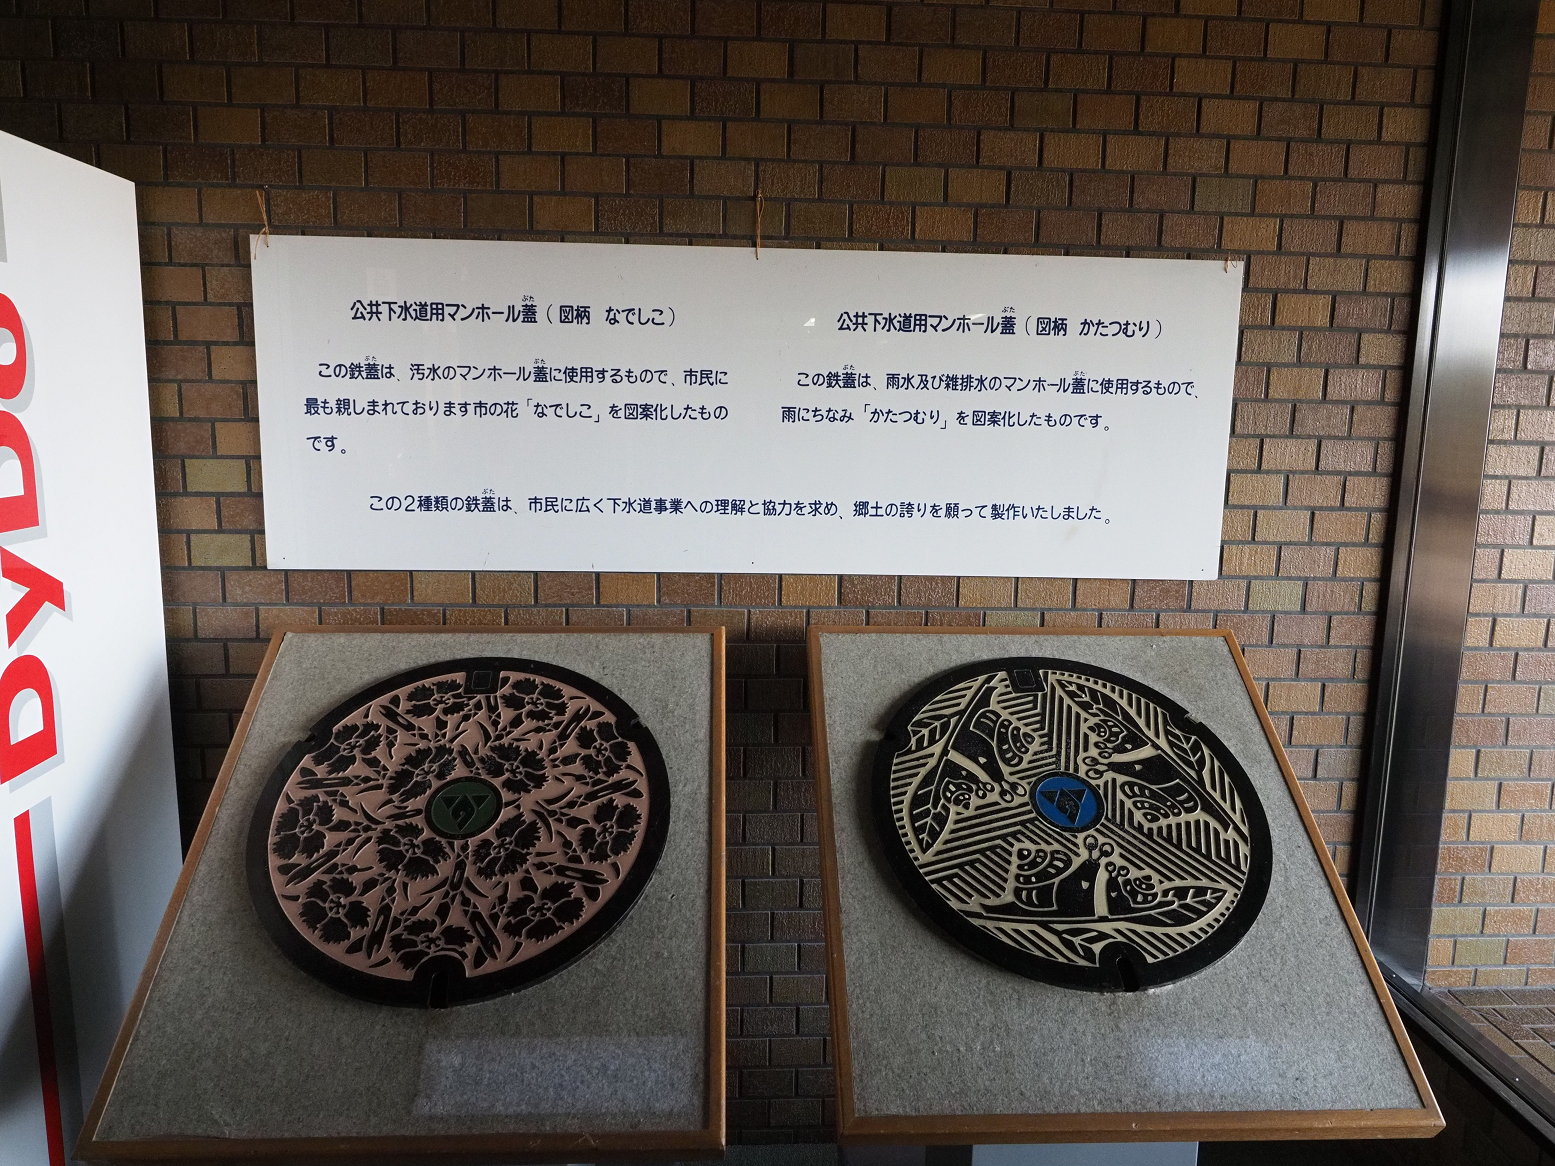 DyDo
公共下水道用マンホール蓋（図柄 なでしこ）
この鉄蓋は、汚水のマンホール蓋に使用するもので、市民に
最も親しまれております市の花「なでしこ」を図案化したもの
です。
公共下水道用マンホール蓋（図柄 かたつむり）
この鉄蓋は、雨水及び雑排水のマンホール蓋に使用するもので、
雨にちなみ「かたつむり」を図案化したものです。
この2種類の鉄蓋は、市民に広く下水道事業への理解と協力を求め、郷土の誇りを願って製作いたしました。